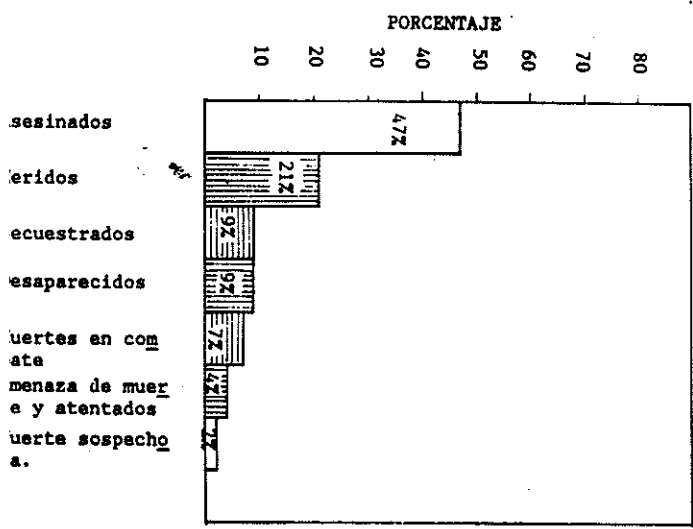 PORCENTAJE
10
20
30
40
50
60
70
80
sesinados
47%
eridos
21%
ecuestrados
9%
esaparecidos
9%
uertes en com
ate
7%
menaza de muer
e y atentados
4%
uerte sospecho
a.
2%